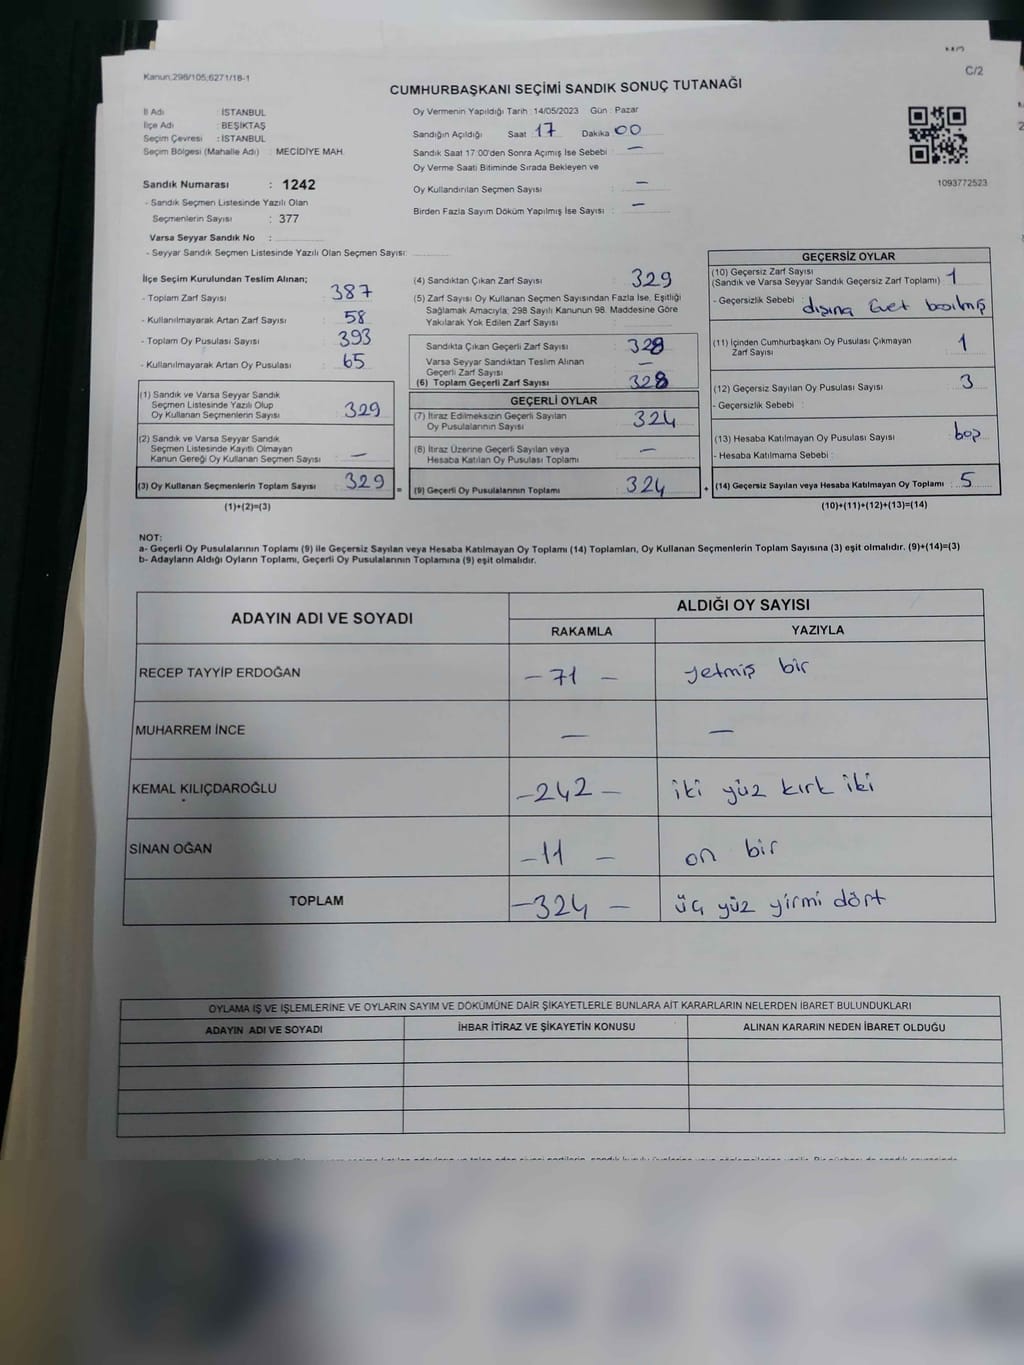 C/2
Kanun;298/105;6271/18-1
CUMHURBAŞKANI SEÇİMİ SANDIK SONUÇ TUTANAĞI
İl Adı : İSTANBUL
İlçe Adı : BEŞİKTAŞ
Seçim Çevresi : İSTANBUL
Seçim Bölgesi (Mahalle Adı) : MECİDİYE MAH.
Sandık Numarası : 1242
- Sandık Seçmen Listesinde Yazılı Olan
Seçmenlerin Sayısı : 377
Varsa Seyyar Sandık No :
- Seyyar Sandık Seçmen Listesinde Yazılı Olan Seçmen Sayısı:
Oy Vermenin Yapıldığı Tarih : 14/05/2023 Gün : Pazar
Sandığın Açıldığı Saat 17 Dakika 00
Sandık Saat 17:00'den Sonra Açılmış İse Sebebi : —
Oy Verme Saati Bitiminde Sırada Bekleyen ve
Oy Kullandırılan Seçmen Sayısı : —
Birden Fazla Sayım Döküm Yapılmış İse Sayısı : —
1093772523
İlçe Seçim Kurulundan Teslim Alınan;
- Toplam Zarf Sayısı : 387
- Kullanılmayarak Artan Zarf Sayısı : 58
- Toplam Oy Pusulası Sayısı : 393
- Kullanılmayarak Artan Oy Pusulası : 65
(1) Sandık ve Varsa Seyyar Sandık
Seçmen Listesinde Yazılı Olup
Oy Kullanan Seçmenlerin Sayısı : 329
(2) Sandık ve Varsa Seyyar Sandık
Seçmen Listesinde Kayıtlı Olmayan
Kanun Gereği Oy Kullanan Seçmen Sayısı : —
(3) Oy Kullanan Seçmenlerin Toplam Sayısı : 329
(1)+(2)=(3)
=
(4) Sandıktan Çıkan Zarf Sayısı : 329
(5) Zarf Sayısı Oy Kullanan Seçmen Sayısından Fazla İse, Eşitliği
Sağlamak Amacıyla, 298 Sayılı Kanunun 98. Maddesine Göre
Yakılarak Yok Edilen Zarf Sayısı :
Sandıkta Çıkan Geçerli Zarf Sayısı : 328
Varsa Seyyar Sandıktan Teslim Alınan
Geçerli Zarf Sayısı : —
(6) Toplam Geçerli Zarf Sayısı : 328
GEÇERLİ OYLAR
(7) İtiraz Edilmeksizin Geçerli Sayılan
Oy Pusulalarının Sayısı : 324
(8) İtiraz Üzerine Geçerli Sayılan veya
Hesaba Katılan Oy Pusulası Toplamı : —
(9) Geçerli Oy Pusulalarının Toplamı : 324
+
GEÇERSİZ OYLAR
(10) Geçersiz Zarf Sayısı
(Sandık ve Varsa Seyyar Sandık Geçersiz Zarf Toplamı) : 1
- Geçersizlik Sebebi : dışına Evet basılmış
(11) İçinden Cumhurbaşkanı Oy Pusulası Çıkmayan
Zarf Sayısı : 1
(12) Geçersiz Sayılan Oy Pusulası Sayısı : 3
- Geçersizlik Sebebi :
(13) Hesaba Katılmayan Oy Pusulası Sayısı :
- Hesaba Katılmama Sebebi :
(14) Geçersiz Sayılan veya Hesaba Katılmayan Oy Toplamı : 5
(10)+(11)+(12)+(13)=(14)
NOT:
a- Geçerli Oy Pusulalarının Toplamı (9) ile Geçersiz Sayılan veya Hesaba Katılmayan Oy Toplamı (14) Toplamları, Oy Kullanan Seçmenlerin Toplam Sayısına (3) eşit olmalıdır. (9)+(14)=(3)
b- Adayların Aldığı Oyların Toplamı, Geçerli Oy Pusulalarının Toplamına (9) eşit olmalıdır.
ADAYIN ADI VE SOYADI ALDIĞI OY SAYISI
RAKAMLA YAZIYLA
RECEP TAYYİP ERDOĞAN - 71 - yetmiş bir
MUHARREM İNCE — —
KEMAL KILIÇDAROĞLU - 242 - iki yüz kırk iki
SİNAN OĞAN - 11 - on bir
TOPLAM - 324 - üç yüz yirmi dört
OYLAMA İŞ VE İŞLEMLERİNE VE OYLARIN SAYIM VE DÖKÜMÜNE DAİR ŞİKAYETLERLE BUNLARA AİT KARARLARIN NELERDEN İBARET BULUNDUKLARI
ADAYIN ADI VE SOYADI İHBAR İTİRAZ VE ŞİKAYETİN KONUSU ALINAN KARARIN NEDEN İBARET OLDUĞU